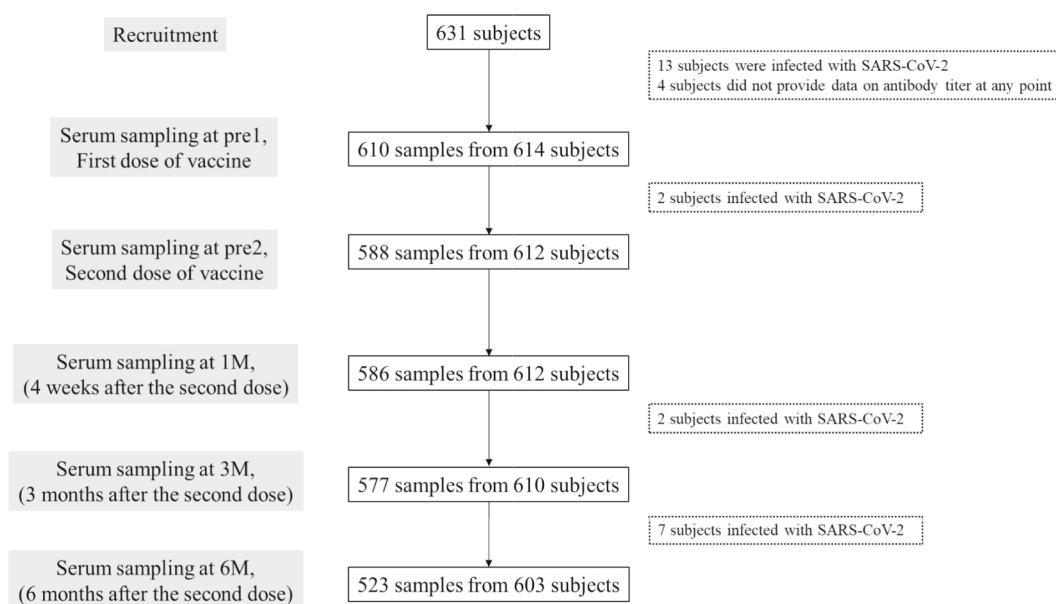 Recruitment
631 subjects
13 subjects were infected with SARS-CoV-2
4 subjects did not provide data on antibody titer at any point
Serum sampling at pre1,
First dose of vaccine
610 samples from 614 subjects
2 subjects infected with SARS-CoV-2
Serum sampling at pre2,
Second dose of vaccine
588 samples from 612 subjects
Serum sampling at 1M,
(4 weeks after the second dose)
586 samples from 612 subjects
2 subjects infected with SARS-CoV-2
Serum sampling at 3M,
(3 months after the second dose)
577 samples from 610 subjects
7 subjects infected with SARS-CoV-2
Serum sampling at 6M,
(6 months after the second dose)
523 samples from 603 subjects